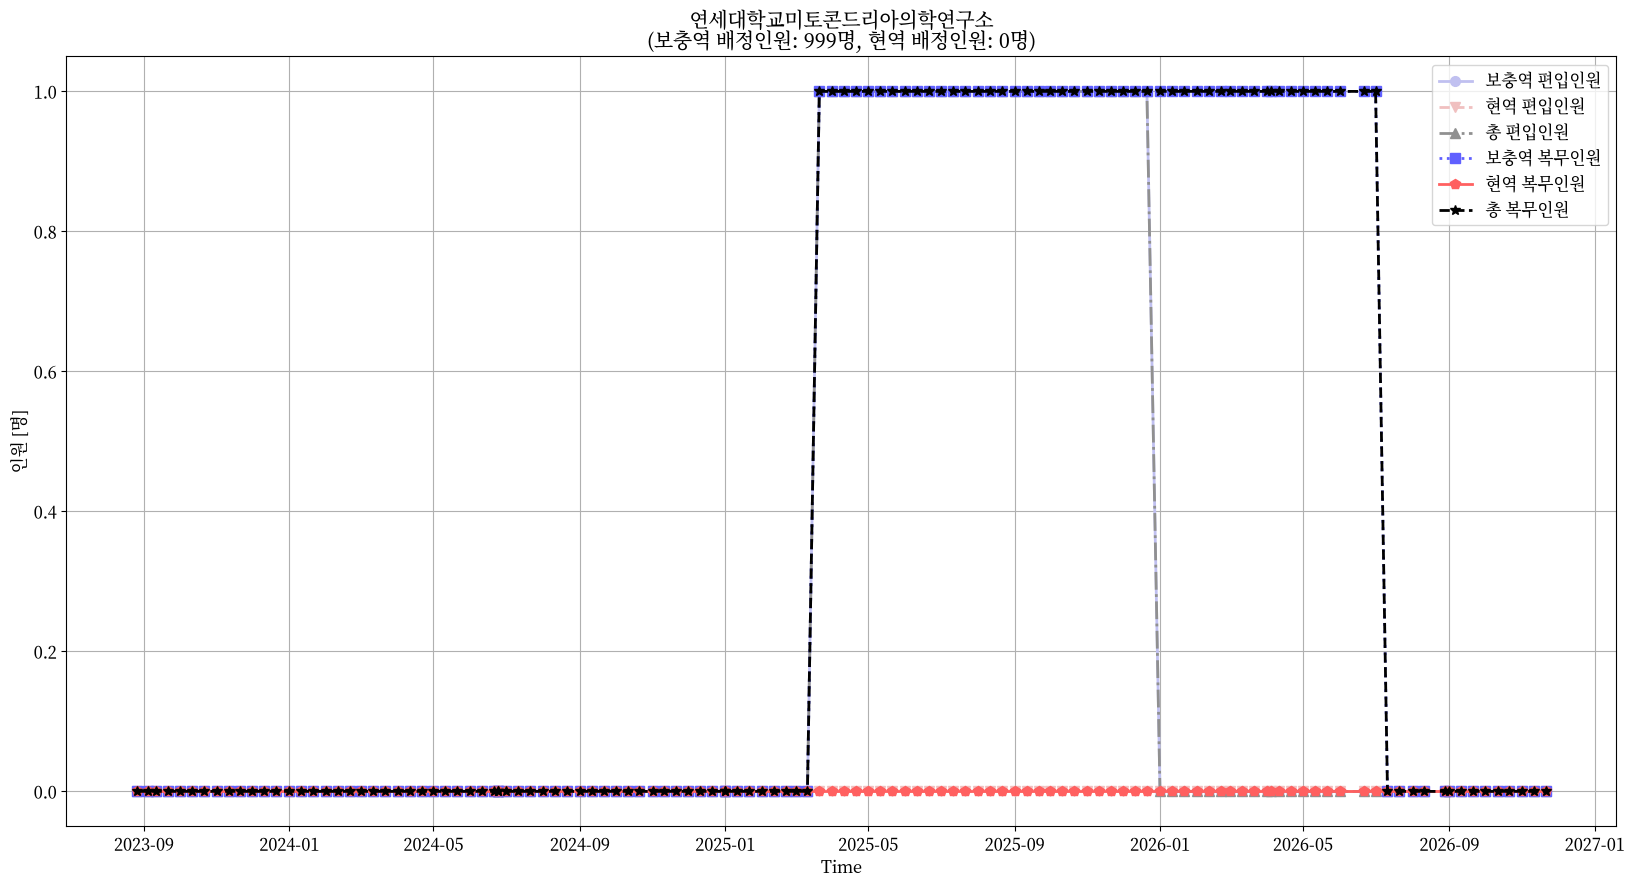 연세대학교미토콘드리아의학연구소
(보충역 배정인원: 999명, 현역 배정인원: 0명)
보충역 편입인원
현역 편입인원
총 편입인원
보충역 복무인원
현역 복무인원
총 복무인원
인원 [명]
1.0
0.8
0.6
0.4
0.2
0.0
2023-09
2024-01
2024-05
2024-09
2025-01
2025-05
2025-09
2026-01
2026-05
2026-09
2027-01
Time